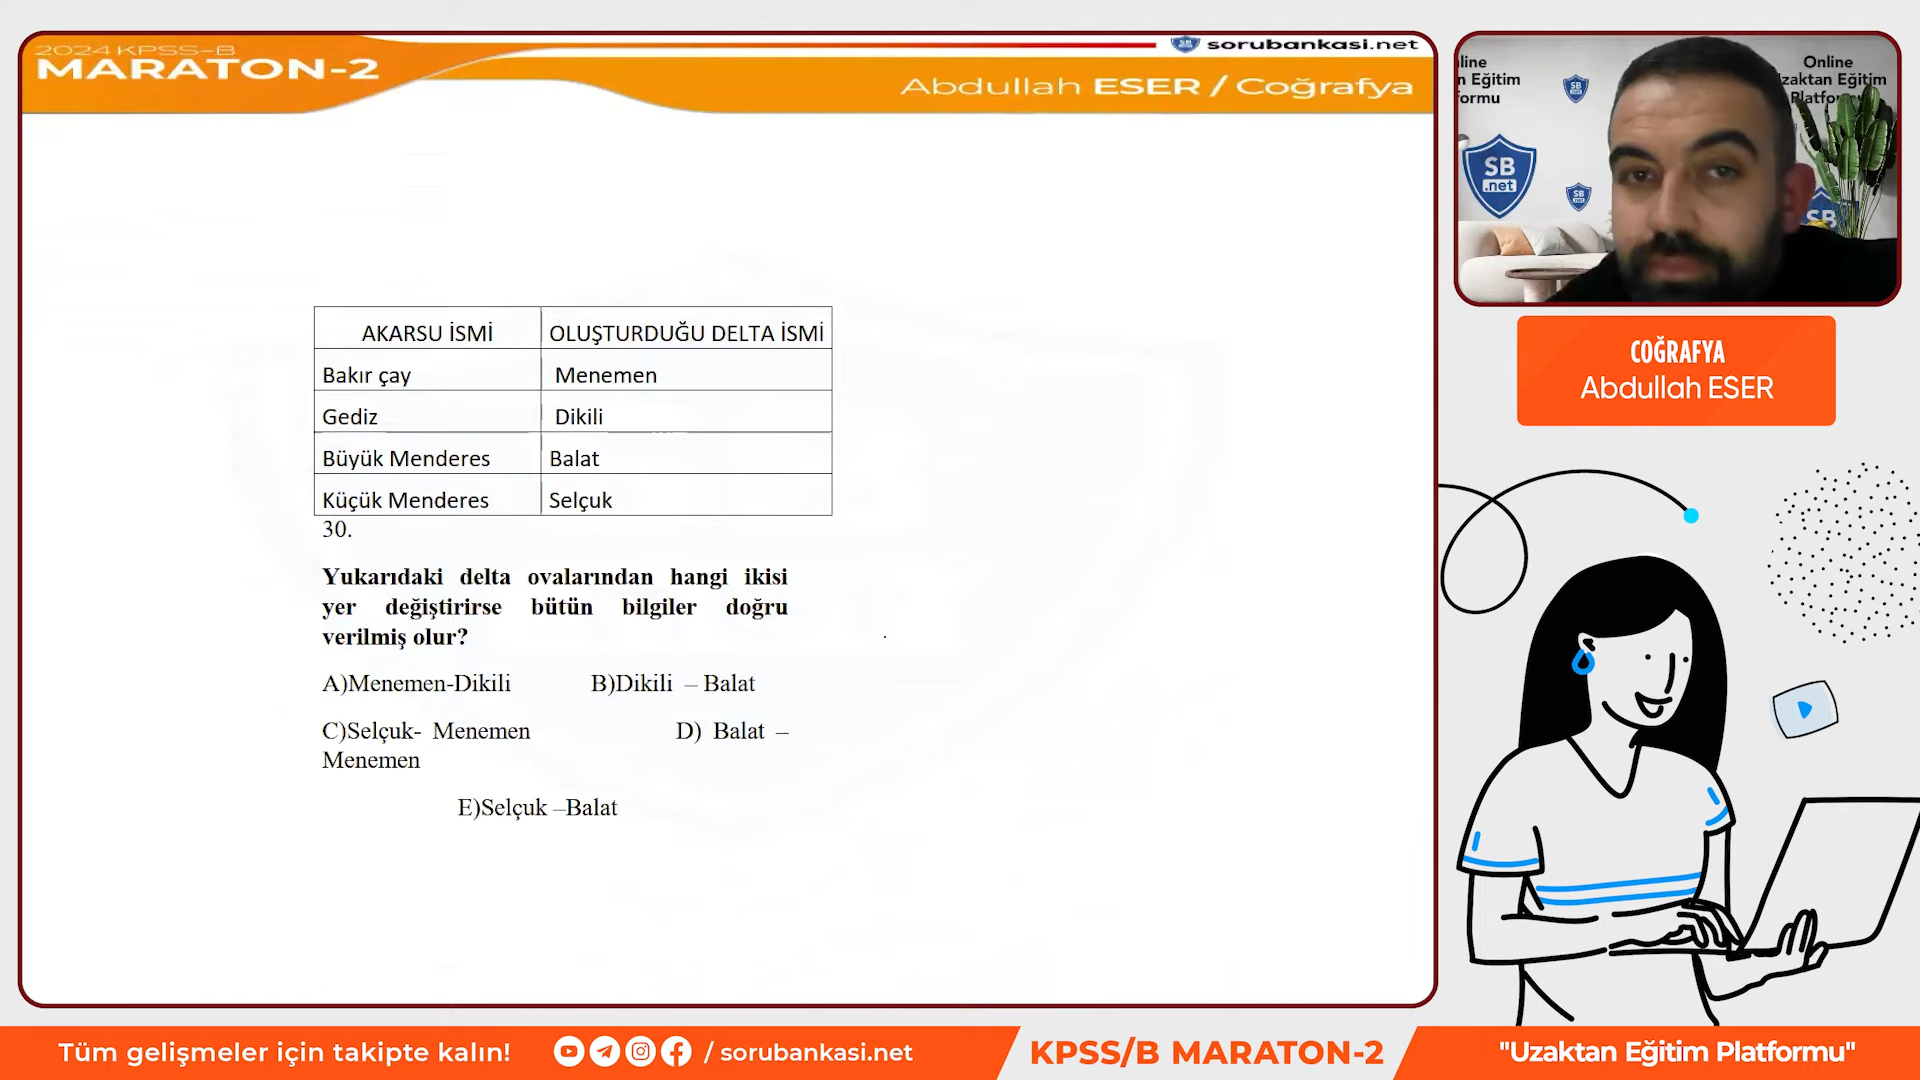 2024 KPSS-B
MARATON-2
sorubankasi.net
Abdullah ESER / Coğrafya
AKARSU İSMİ OLUŞTURDUĞU DELTA İSMİ
Bakır çay Menemen
Gediz Dikili
Büyük Menderes Balat
Küçük Menderes Selçuk
30.
Yukarıdaki delta ovalarından hangi ikisi
yer değiştirirse bütün bilgiler doğru
verilmiş olur?
A)Menemen-Dikili B)Dikili – Balat
C)Selçuk- Menemen D) Balat –
Menemen
E)Selçuk –Balat
Online
Uzaktan Eğitim
SB
.net
SB
.net
SB
COĞRAFYA
Abdullah ESER
Tüm gelişmeler için takipte kalın! / sorubankasi.net
KPSS/B MARATON-2
"Uzaktan Eğitim Platformu"